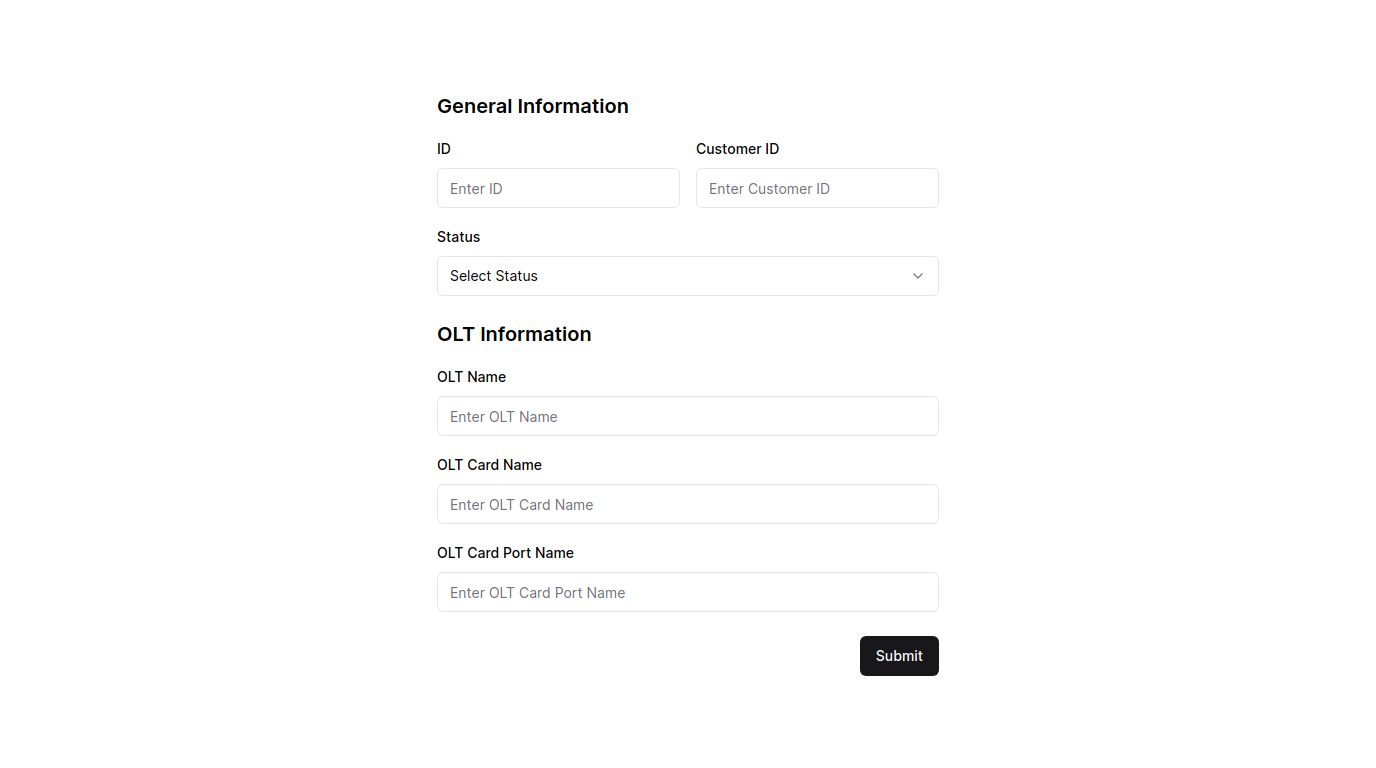 General Information
ID
Customer ID
Enter ID
Enter Customer ID
Status
Select Status
OLT Information
OLT Name
Enter OLT Name
OLT Card Name
Enter OLT Card Name
OLT Card Port Name
Enter OLT Card Port Name
Submit